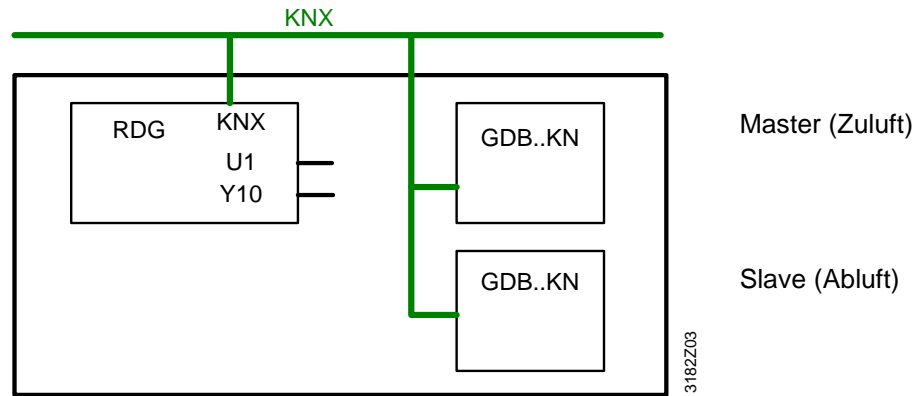 KNX
RDG
KNX
U1
Y10
GDB..KN
Master (Zuluft)
GDB..KN
Slave (Abluft)
3182Z03